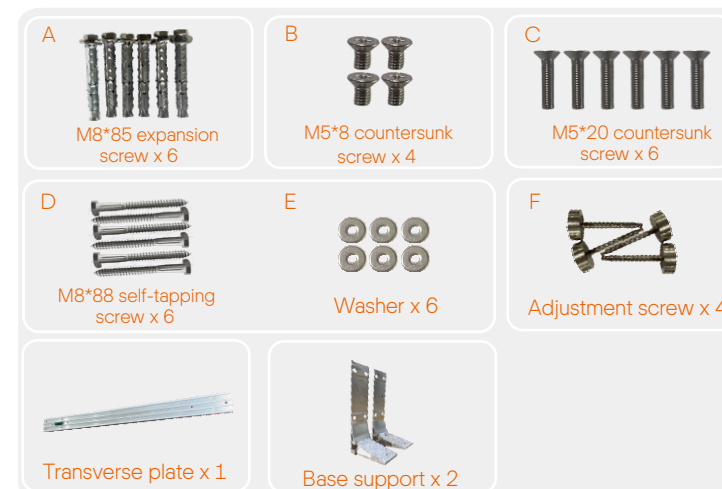 A
M8*85 expansion
screw x 6
B
M5*8 countersunk
screw x 4
C
M5*20 countersunk
screw x 6
D
M8*88 self-tapping
screw x 6
E
Washer x 6
F
Adjustment screw x 4
Transverse plate x 1
Base support x 2